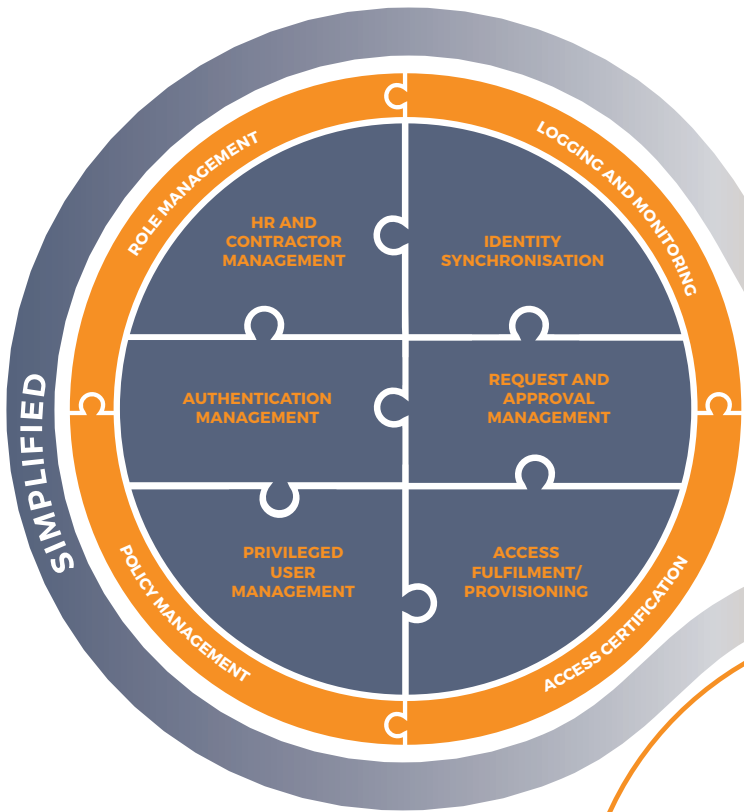 SIMPLIFIED
ROLE MANAGEMENT
LOGGING AND MONITORING
HR AND
CONTRACTOR
MANAGEMENT
IDENTITY
SYNCHRONISATION
AUTHENTICATION
MANAGEMENT
REQUEST AND
APPROVAL
MANAGEMENT
PRIVILEGED
USER
MANAGEMENT
ACCESS
FULFILMENT/
PROVISIONING
POLICY MANAGEMENT
ACCESS CERTIFICATION